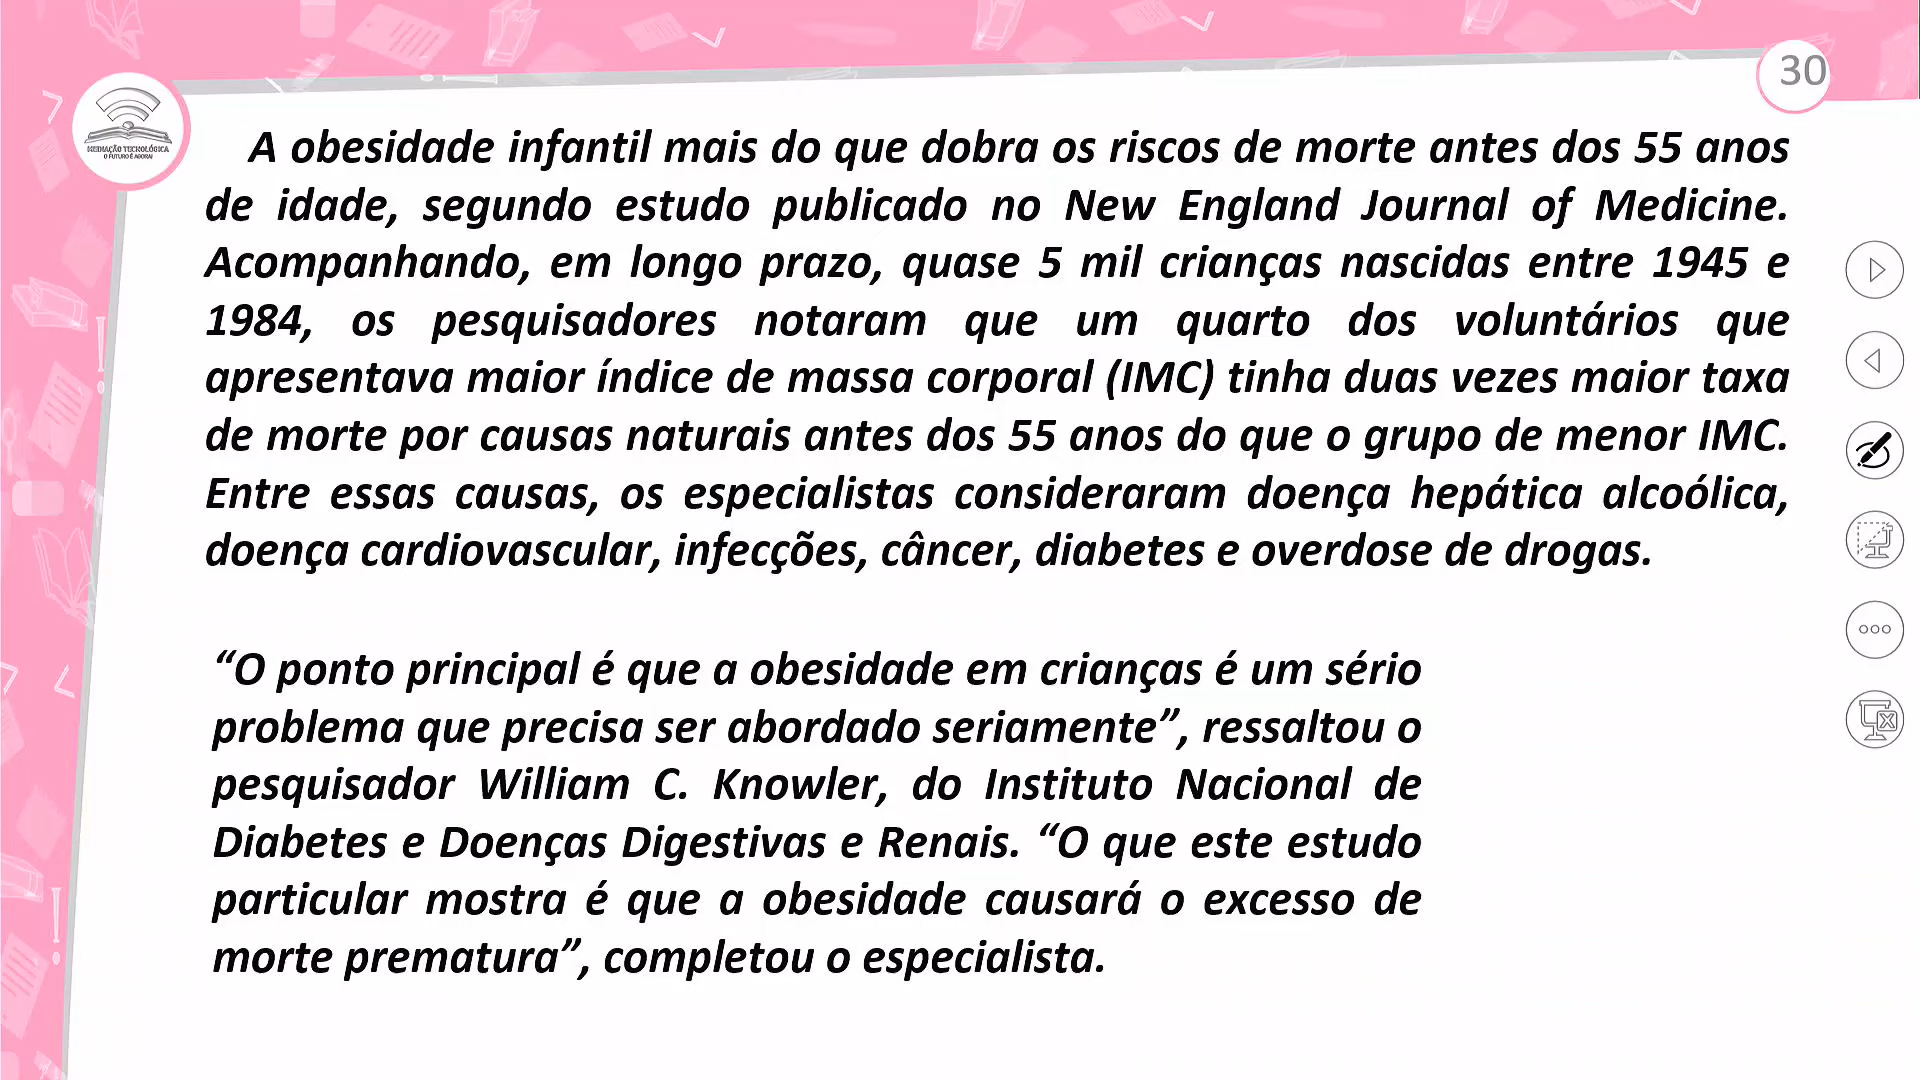 30
MEDIAÇÃO TECNOLÓGICA
O FUTURO É AGORA!
A obesidade infantil mais do que dobra os riscos de morte antes dos 55 anos
de idade, segundo estudo publicado no New England Journal of Medicine.
Acompanhando, em longo prazo, quase 5 mil crianças nascidas entre 1945 e
1984, os pesquisadores notaram que um quarto dos voluntários que
apresentava maior índice de massa corporal (IMC) tinha duas vezes maior taxa
de morte por causas naturais antes dos 55 anos do que o grupo de menor IMC.
Entre essas causas, os especialistas consideraram doença hepática alcoólica,
doença cardiovascular, infecções, câncer, diabetes e overdose de drogas.
“O ponto principal é que a obesidade em crianças é um sério
problema que precisa ser abordado seriamente”, ressaltou o
pesquisador William C. Knowler, do Instituto Nacional de
Diabetes e Doenças Digestivas e Renais. “O que este estudo
particular mostra é que a obesidade causará o excesso de
morte prematura”, completou o especialista.